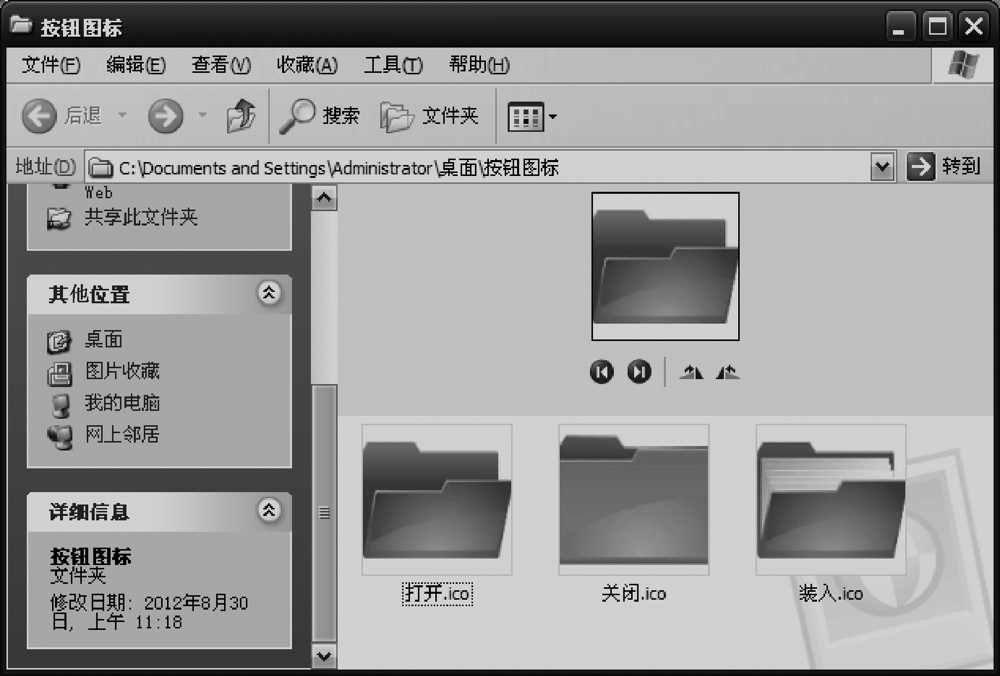 按钮图标
文件(F) 编辑(E) 查看(V) 收藏(A) 工具(T) 帮助(H)
后退 搜索 文件夹
地址(D) C:\Documents and Settings\Administrator\桌面\按钮图标 转到
Web
共享此文件夹
其他位置
桌面
图片收藏
我的电脑
网上邻居
详细信息
按钮图标
文件夹
修改日期: 2012年8月30
日, 上午 11:18
打开.ico 关闭.ico 装入.ico